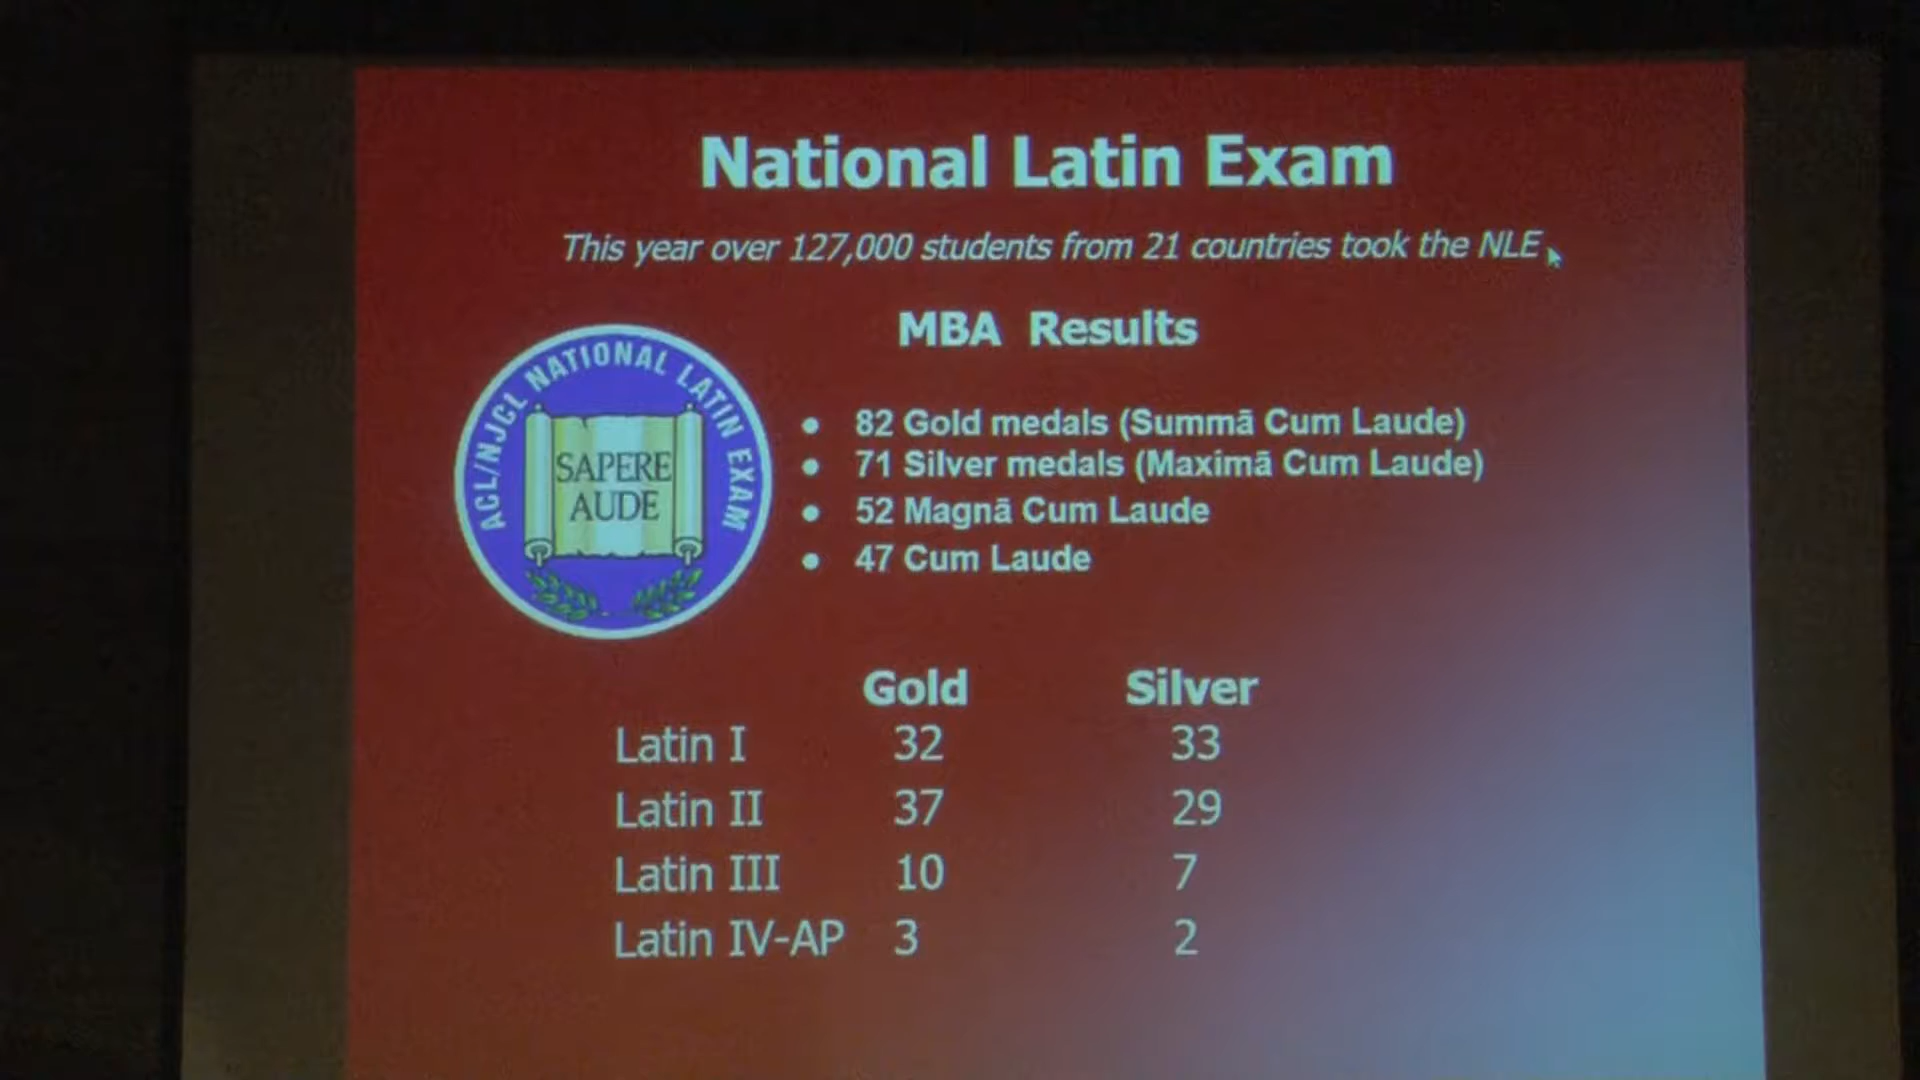 National Latin Exam
This year over 127,000 students from 21 countries took the NLE
MBA Results
ACL/NJCL NATIONAL LATIN EXAM
SAPERE
AUDE
• 82 Gold medals (Summā Cum Laude)
• 71 Silver medals (Maximā Cum Laude)
• 52 Magnā Cum Laude
• 47 Cum Laude
Gold Silver
Latin I 32 33
Latin II 37 29
Latin III 10 7
Latin IV-AP 3 2